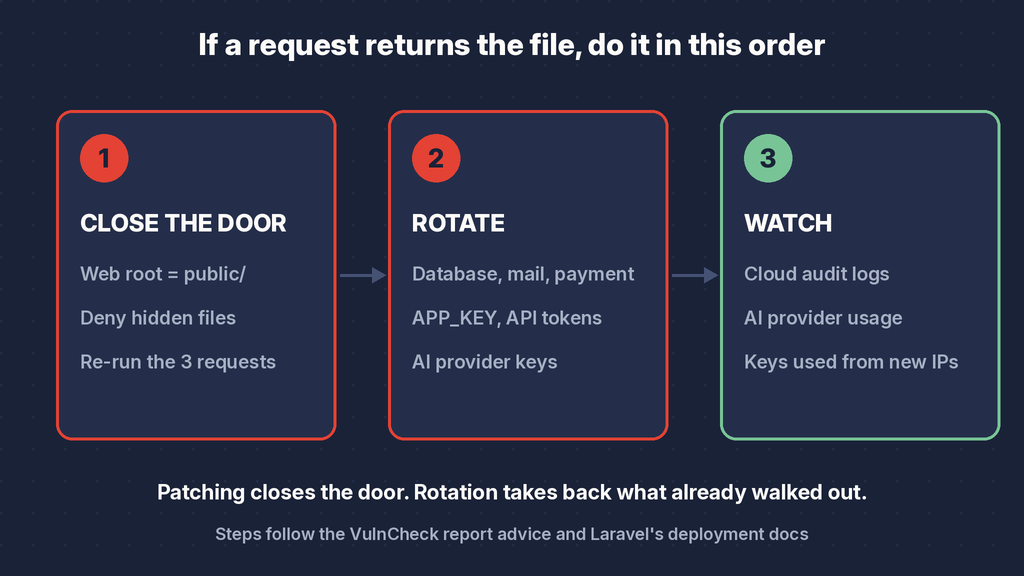 If a request returns the file, do it in this order
1
CLOSE THE DOOR
Web root = public/
Deny hidden files
Re-run the 3 requests
2
ROTATE
Database, mail, payment
APP_KEY, API tokens
AI provider keys
3
WATCH
Cloud audit logs
AI provider usage
Keys used from new IPs
Patching closes the door. Rotation takes back what already walked out.
Steps follow the VulnCheck report advice and Laravel's deployment docs